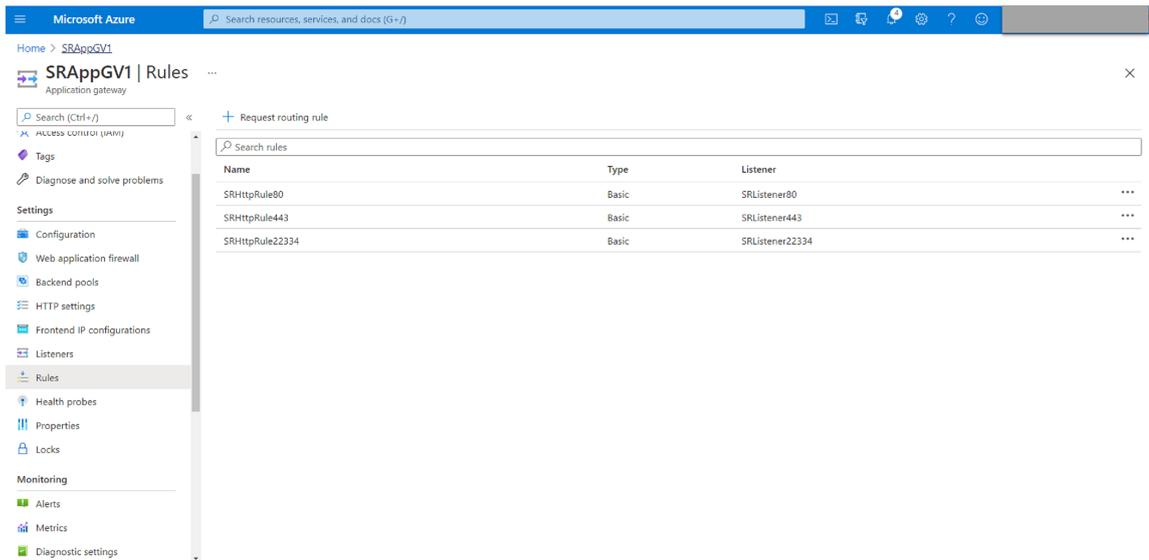 Microsoft Azure
Search resources, services, and docs (G+/)
4
Home > SRAppGV1
SRAppGV1 | Rules ...
Application gateway
Search (Ctrl+/)
«
+ Request routing rule
Access control (IAM)
Search rules
Tags
Diagnose and solve problems
Name Type Listener
SRHttpRule80 Basic SRListener80 ...
SRHttpRule443 Basic SRListener443 ...
SRHttpRule22334 Basic SRListener22334 ...
Settings
Configuration
Web application firewall
Backend pools
HTTP settings
Frontend IP configurations
Listeners
Rules
Health probes
Properties
Locks
Monitoring
Alerts
Metrics
Diagnostic settings